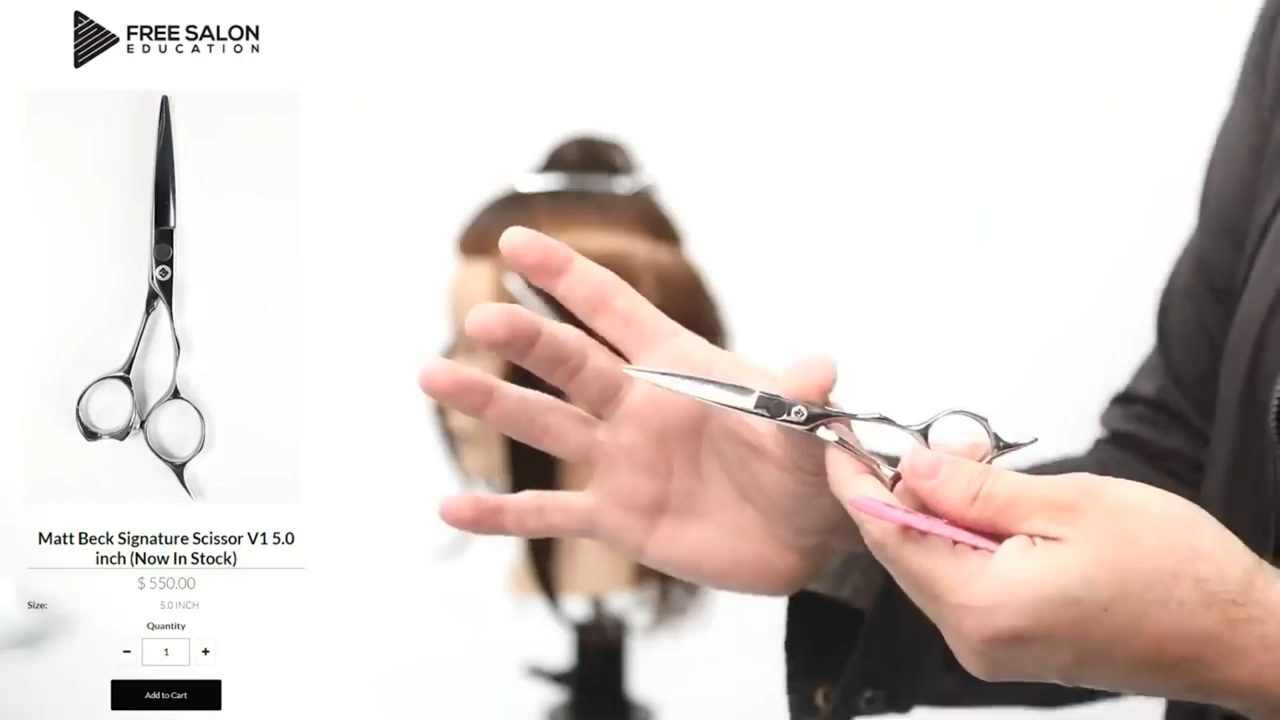 FREE SALON
EDUCATION
Matt Beck Signature Scissor V1 5.0
inch (Now In Stock)
$ 550.00
Size: 5.0 INCH
Quantity
- 1 +
Add to Cart